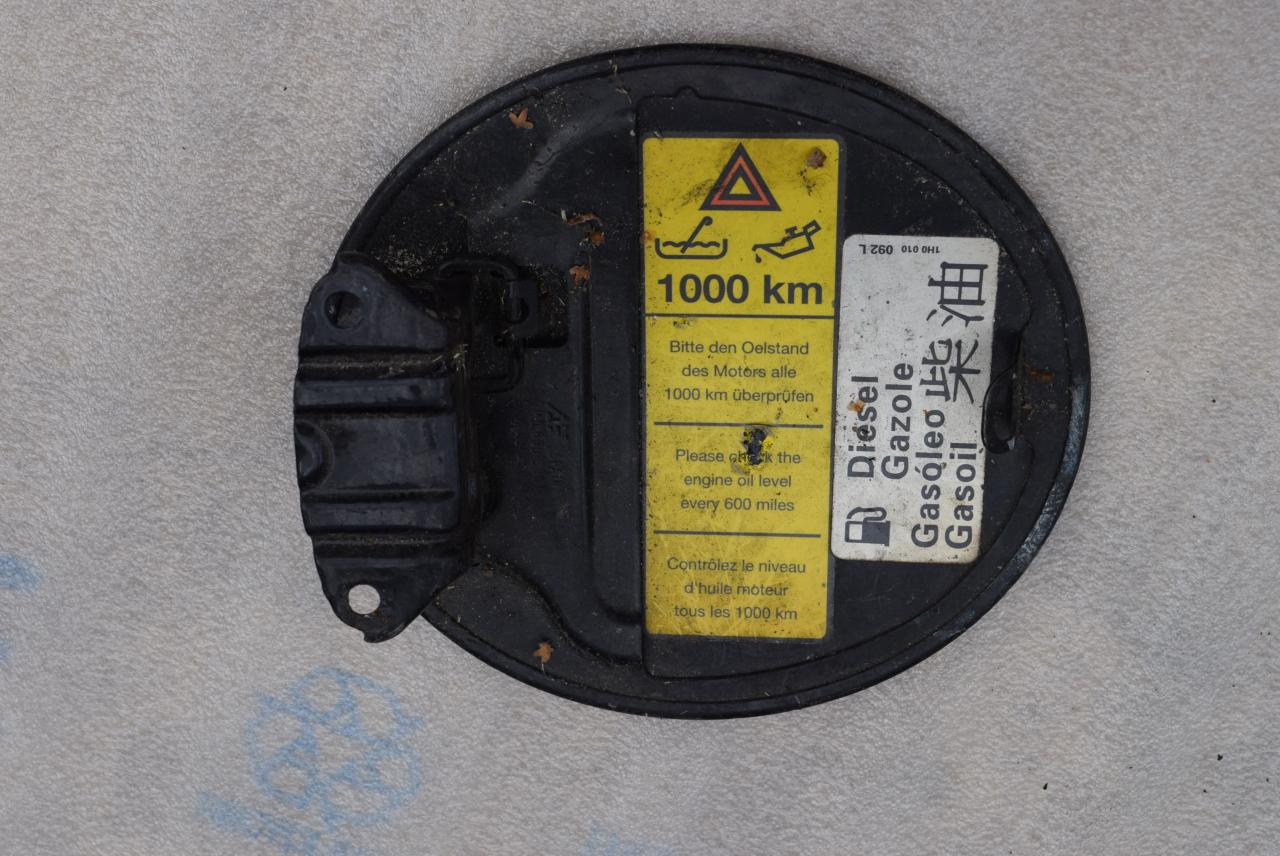 1000 km
Bitte den Oelstand
des Motors alle
1000 km überprüfen
Please check the
engine oil level
every 600 miles
Contrôlez le niveau
d'huile moteur
tous les 1000 km
1H0 010 092 L
Diesel
Gazole
Gasóleo 柴油
Gasoil